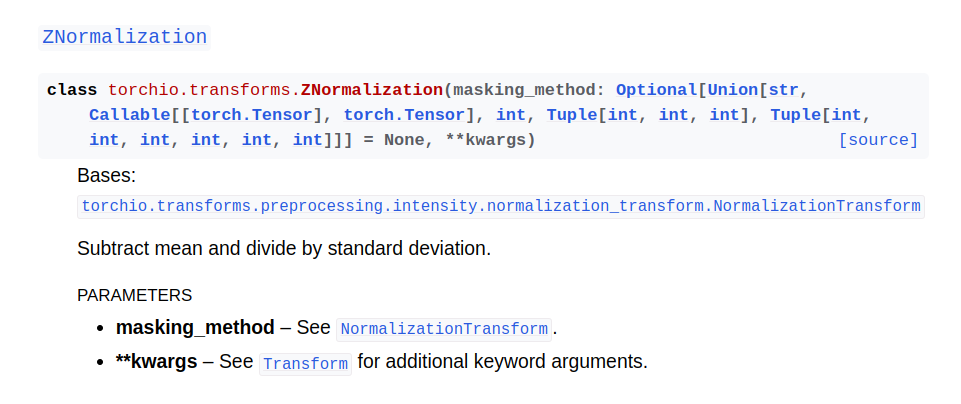 ZNormalization
class torchio.transforms.ZNormalization(masking_method: Optional[Union[str,
Callable[[torch.Tensor], torch.Tensor], int, Tuple[int, int, int], Tuple[int,
int, int, int, int, int]]] = None, **kwargs) [source]
Bases:
torchio.transforms.preprocessing.intensity.normalization_transform.NormalizationTransform
Subtract mean and divide by standard deviation.
PARAMETERS
• masking_method – See NormalizationTransform.
• **kwargs – See Transform for additional keyword arguments.